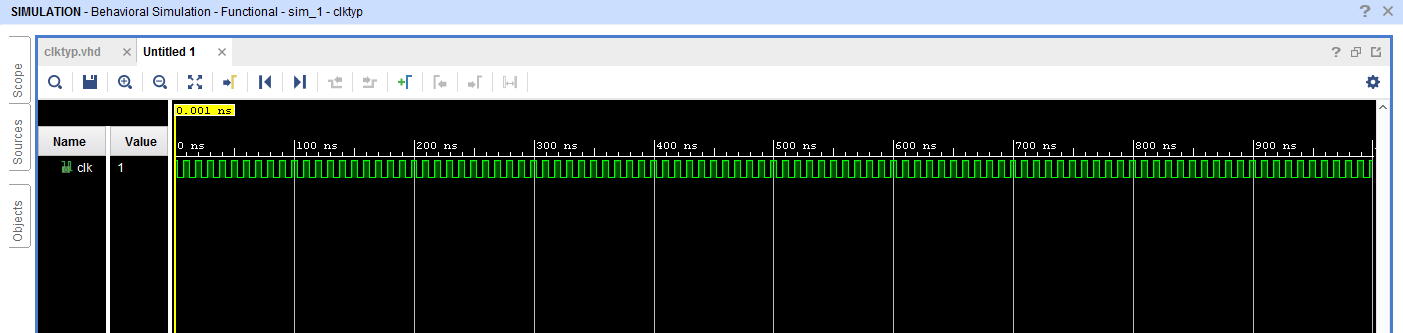 SIMULATION - Behavioral Simulation - Functional - sim_1 - clktyp
? ×
Scope
Sources
Objects
clktyp.vhd × Untitled 1 ×
?
0.001 ns
Name Value
0 ns 100 ns 200 ns 300 ns 400 ns 500 ns 600 ns 700 ns 800 ns 900 ns
clk 1